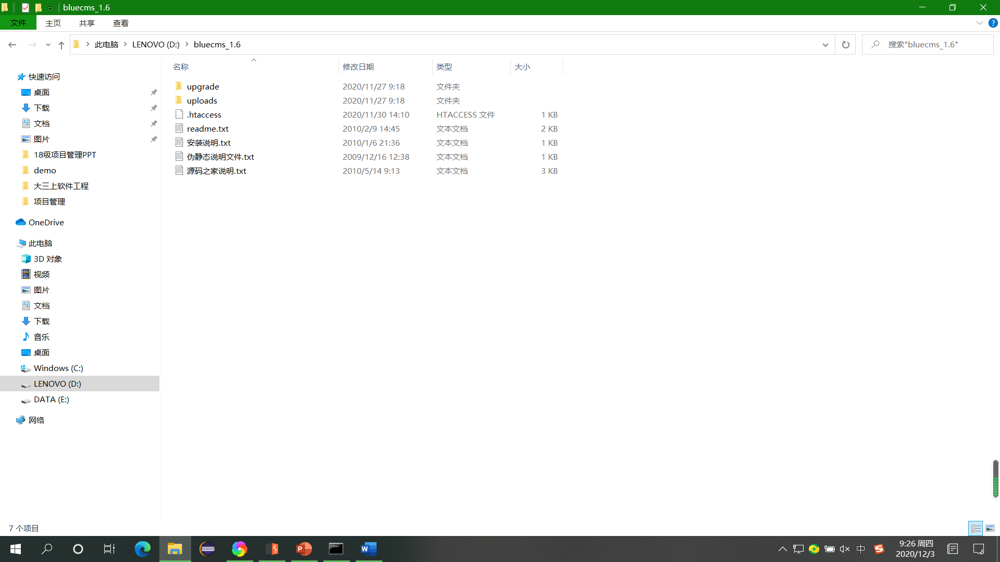 bluecms_1.6
文件 主页 共享 查看
此电脑 LENOVO (D:) bluecms_1.6
搜索"bluecms_1.6"
名称 修改日期 类型 大小
upgrade 2020/11/27 9:18 文件夹
uploads 2020/11/27 9:18 文件夹
.htaccess 2020/11/30 14:10 HTACCESS 文件 1 KB
readme.txt 2010/2/9 14:45 文本文档 2 KB
安装说明.txt 2010/1/6 21:36 文本文档 1 KB
伪静态说明文件.txt 2009/12/16 12:38 文本文档 1 KB
源码之家说明.txt 2010/5/14 9:13 文本文档 3 KB
快速访问
桌面
下载
文档
图片
18级项目管理PPT
demo
大三上软件工程
项目管理
OneDrive
此电脑
3D 对象
视频
图片
文档
下载
音乐
桌面
Windows (C:)
LENOVO (D:)
DATA (E:)
网络
7 个项目
中
9:26 周四
2020/12/3